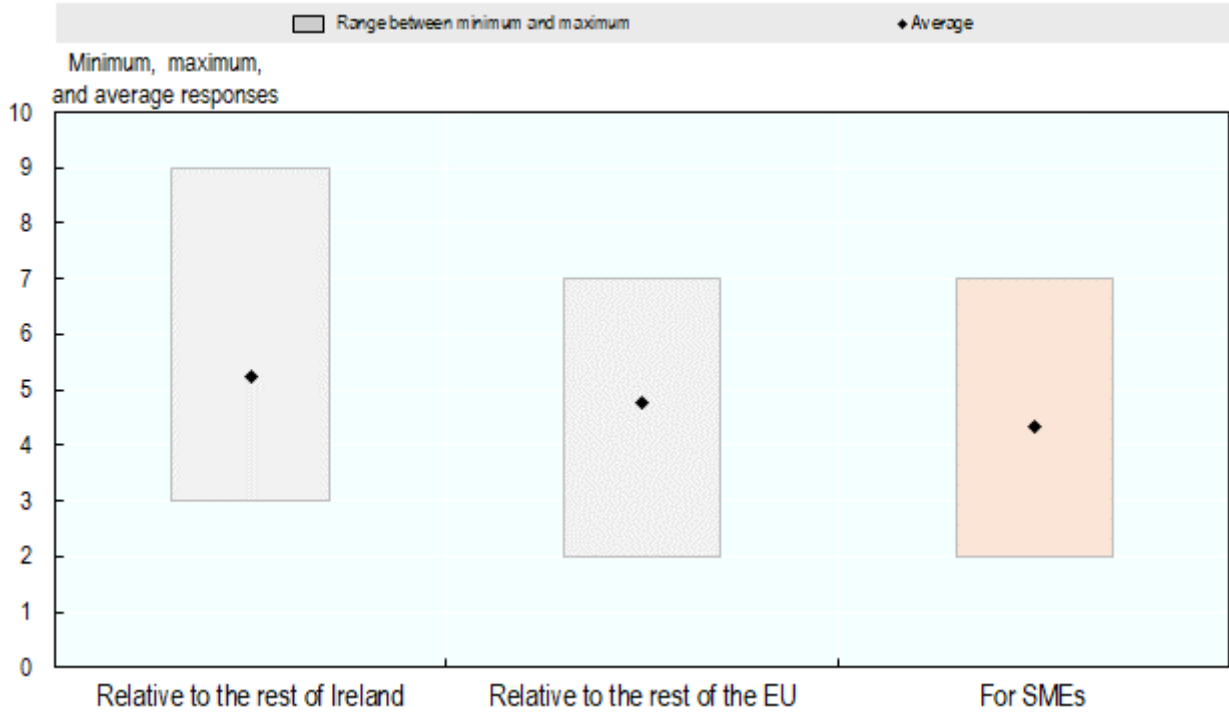 Range between minimum and maximum
Average
Minimum, maximum,
and average responses
10
9
8
7
6
5
4
3
2
1
0
Relative to the rest of Ireland
Relative to the rest of the EU
For SMEs